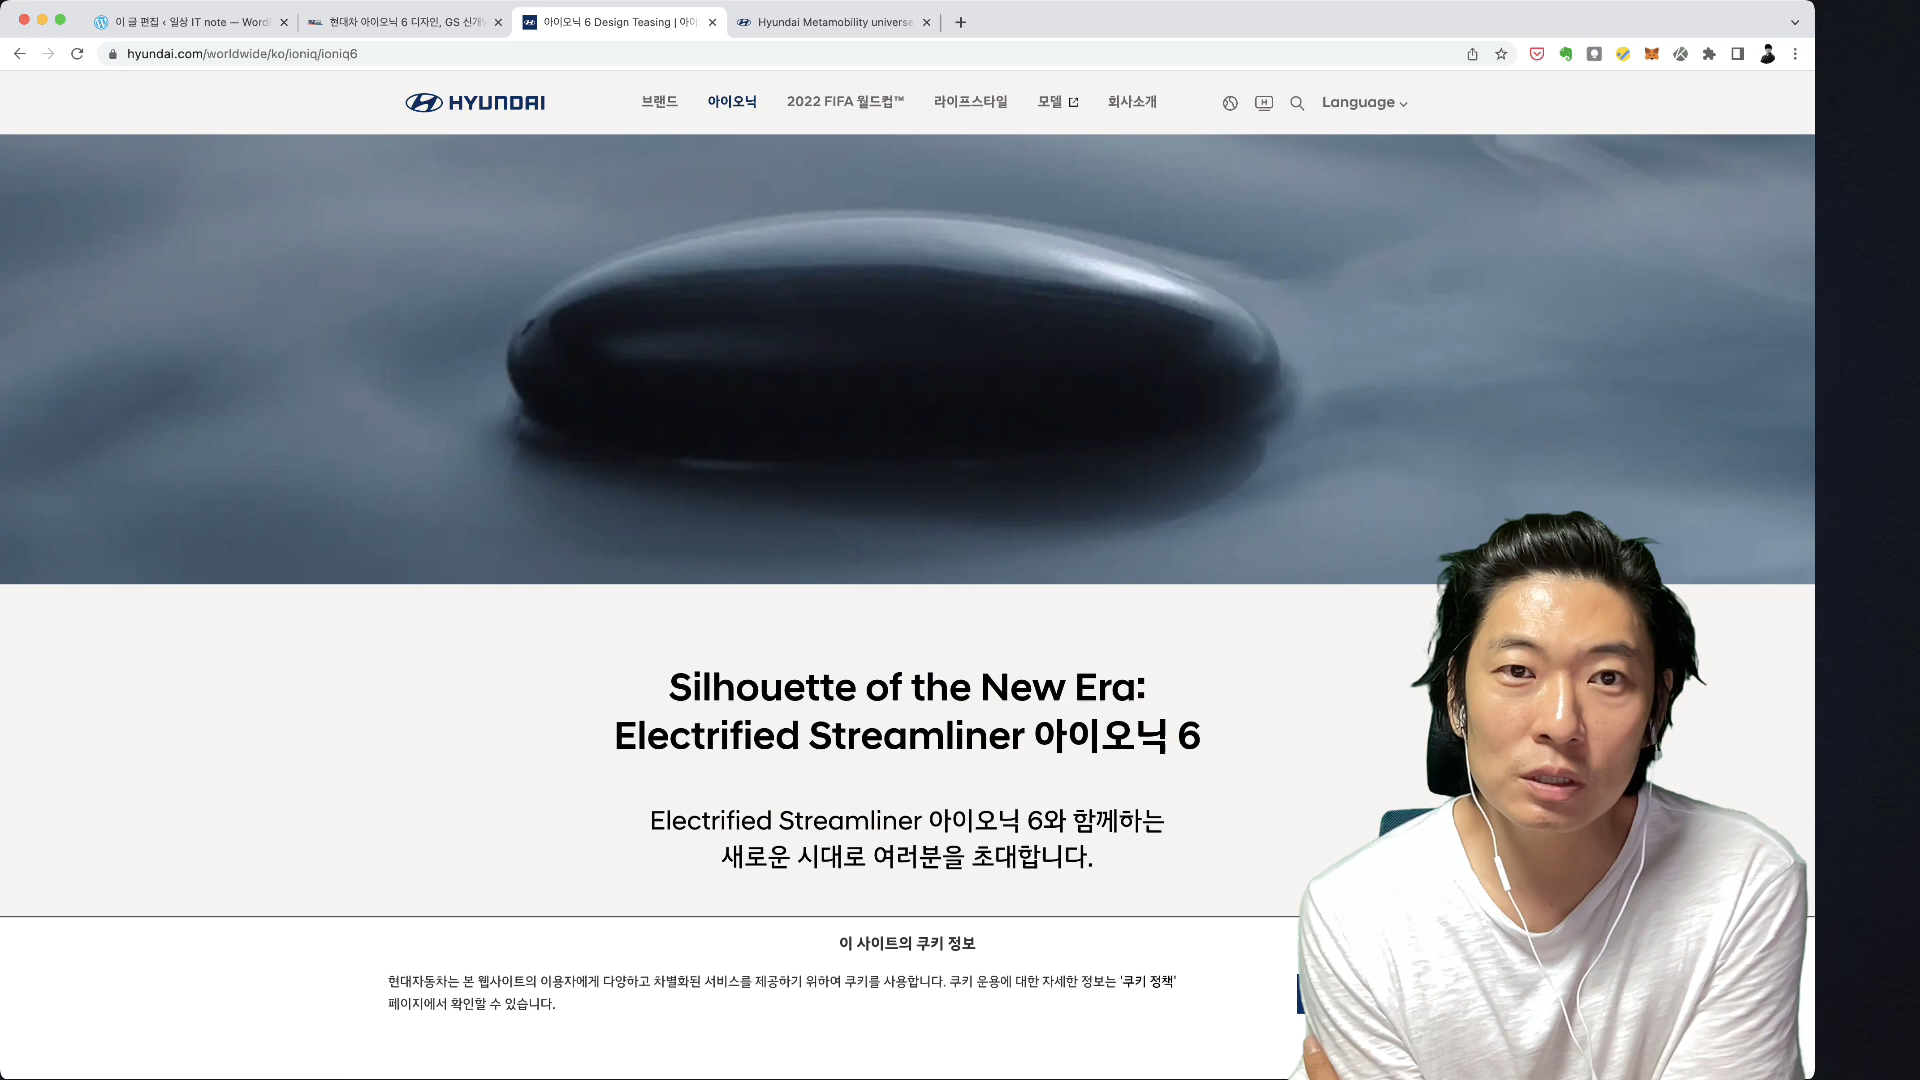 이 글 편집 ‹ 일상 IT note — Word
현대차 아이오닉 6 디자인, GS 신개
아이오닉 6 Design Teasing | 아이
Hyundai Metamobility universe
hyundai.com/worldwide/ko/ioniq/ioniq6
HYUNDAI
브랜드
아이오닉
2022 FIFA 월드컵™
라이프스타일
모델
회사소개
Language
Silhouette of the New Era:
Electrified Streamliner 아이오닉 6
Electrified Streamliner 아이오닉 6와 함께하는
새로운 시대로 여러분을 초대합니다.
이 사이트의 쿠키 정보
현대자동차는 본 웹사이트의 이용자에게 다양하고 차별화된 서비스를 제공하기 위하여 쿠키를 사용합니다. 쿠키 운용에 대한 자세한 정보는 '쿠키 정책'
페이지에서 확인할 수 있습니다.